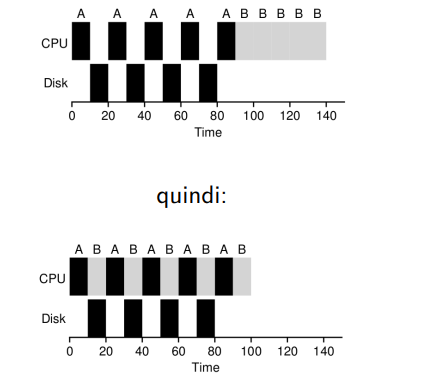 A A A A A B B B B B
CPU
Disk
0 20 40 60 80 100 120 140
Time
quindi:
A B A B A B A B A B
CPU
Disk
0 20 40 60 80 100 120 140
Time